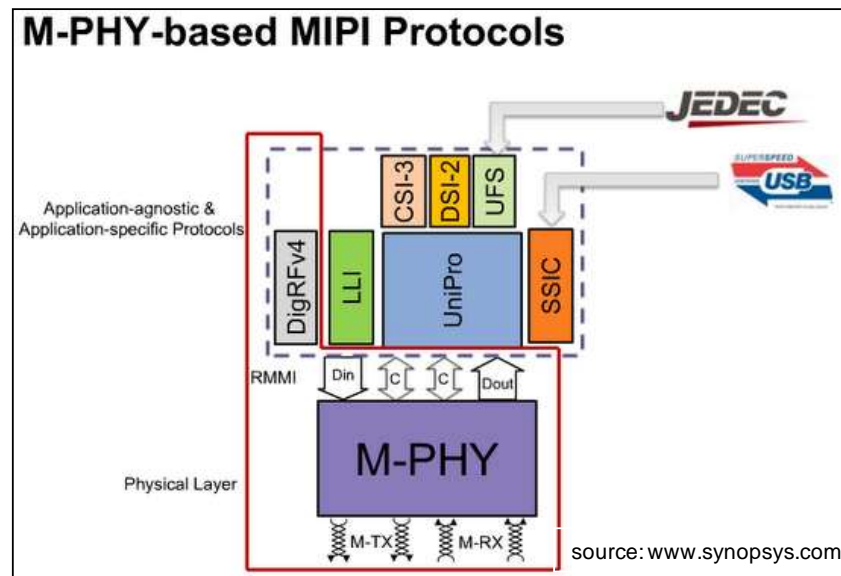 M-PHY-based MIPI Protocols
JEDEC
SUPERSPEED
USB
CSI-3
DSI-2
UFS
Application-agnostic &
Application-specific Protocols
DigRFv4
LLI
UniPro
SSIC
RMMI
Din
C
C
Dout
M-PHY
Physical Layer
M-TX
M-RX
source: www.synopsys.com